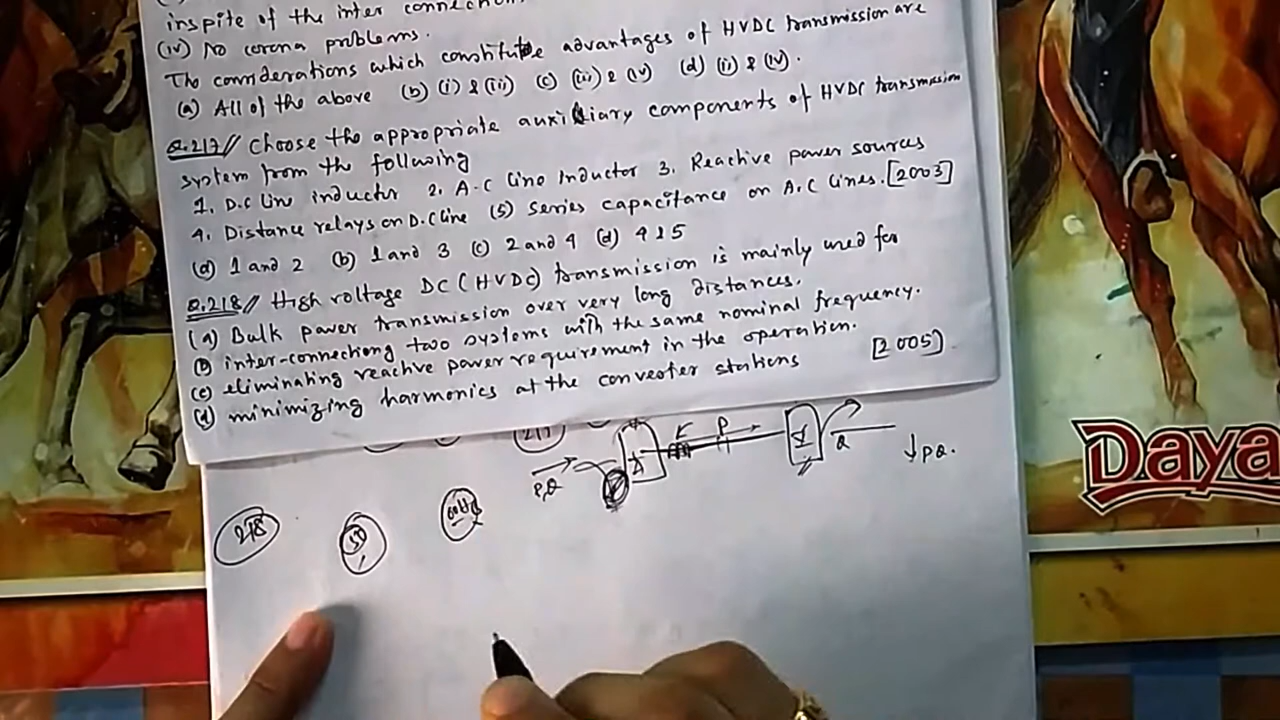 inspite of the inter connection
(iv) No corona problems.
The considerations which constitute advantages of HVDC transmission are
(a) All of the above (b) (i) & (ii) (c) (iii) & (iv) (d) (i) & (iv).
Q.217// Choose the appropriate auxiliary components of HVDC transmission
system from the following
1. D.C line inductor 2. A.C line inductor 3. Reactive power sources
4. Distance relays on D.C line (5) Series capacitance on A.C lines. [2003]
(a) 1 and 2 (b) 1 and 3 (c) 2 and 4 (d) 4 & 5
Q.218// High voltage DC (HVDC) transmission is mainly used for
(a) Bulk power transmission over very long distances.
(b) inter-connecting two systems with the same nominal frequency.
(c) eliminating reactive power requirement in the operation.
(d) minimizing harmonics at the converter stations [2005]
217
P
P,Q
Q
↓PQ.
218
50
60Hz
Daya